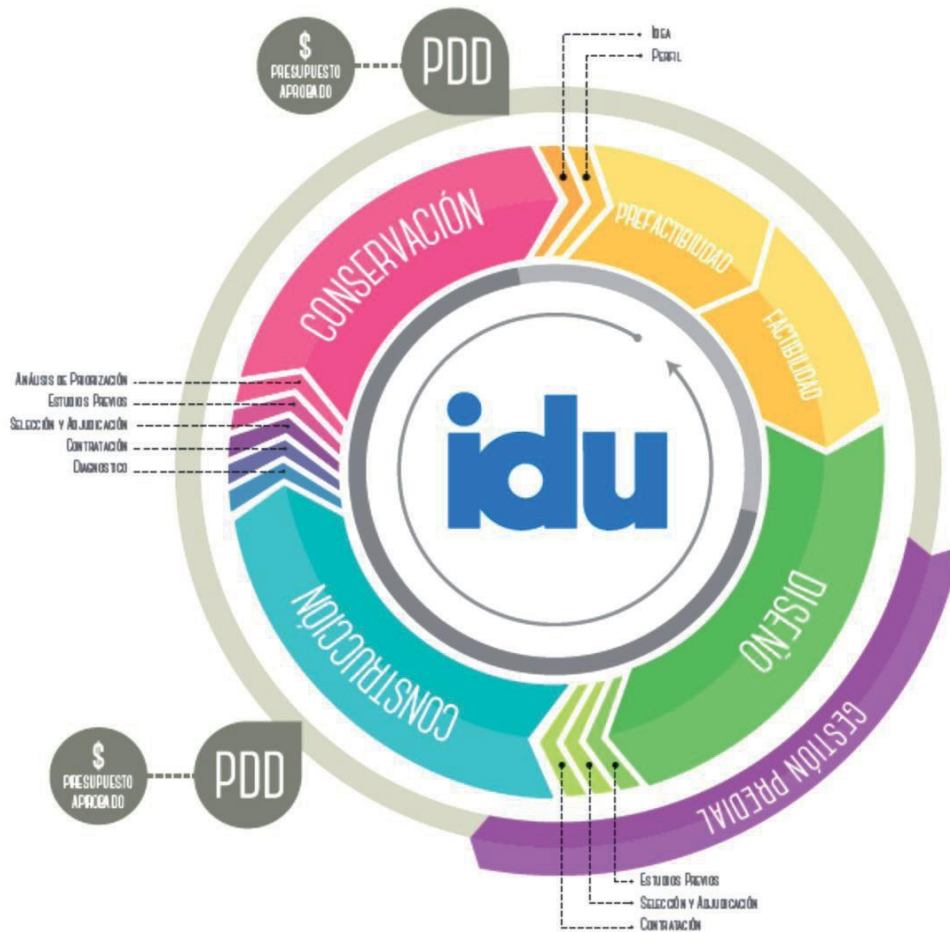 $
PRESUPUESTO
APROBADO
PDD
IDEA
PERFIL
PREFACTIBILIDAD
FACTIBILIDAD
DISEÑO
GESTIÓN PREDIAL
ESTUDIOS PREVIOS
SELECCIÓN Y ADJUDICACIÓN
CONTRATACIÓN
CONSTRUCCIÓN
$
PRESUPUESTO
APROBADO
PDD
ANÁLISIS DE PRIORIZACIÓN
ESTUDIOS PREVIOS
SELECCIÓN Y ADJUDICACIÓN
CONTRATACIÓN
DIAGNOSTICO
CONSERVACIÓN
idu